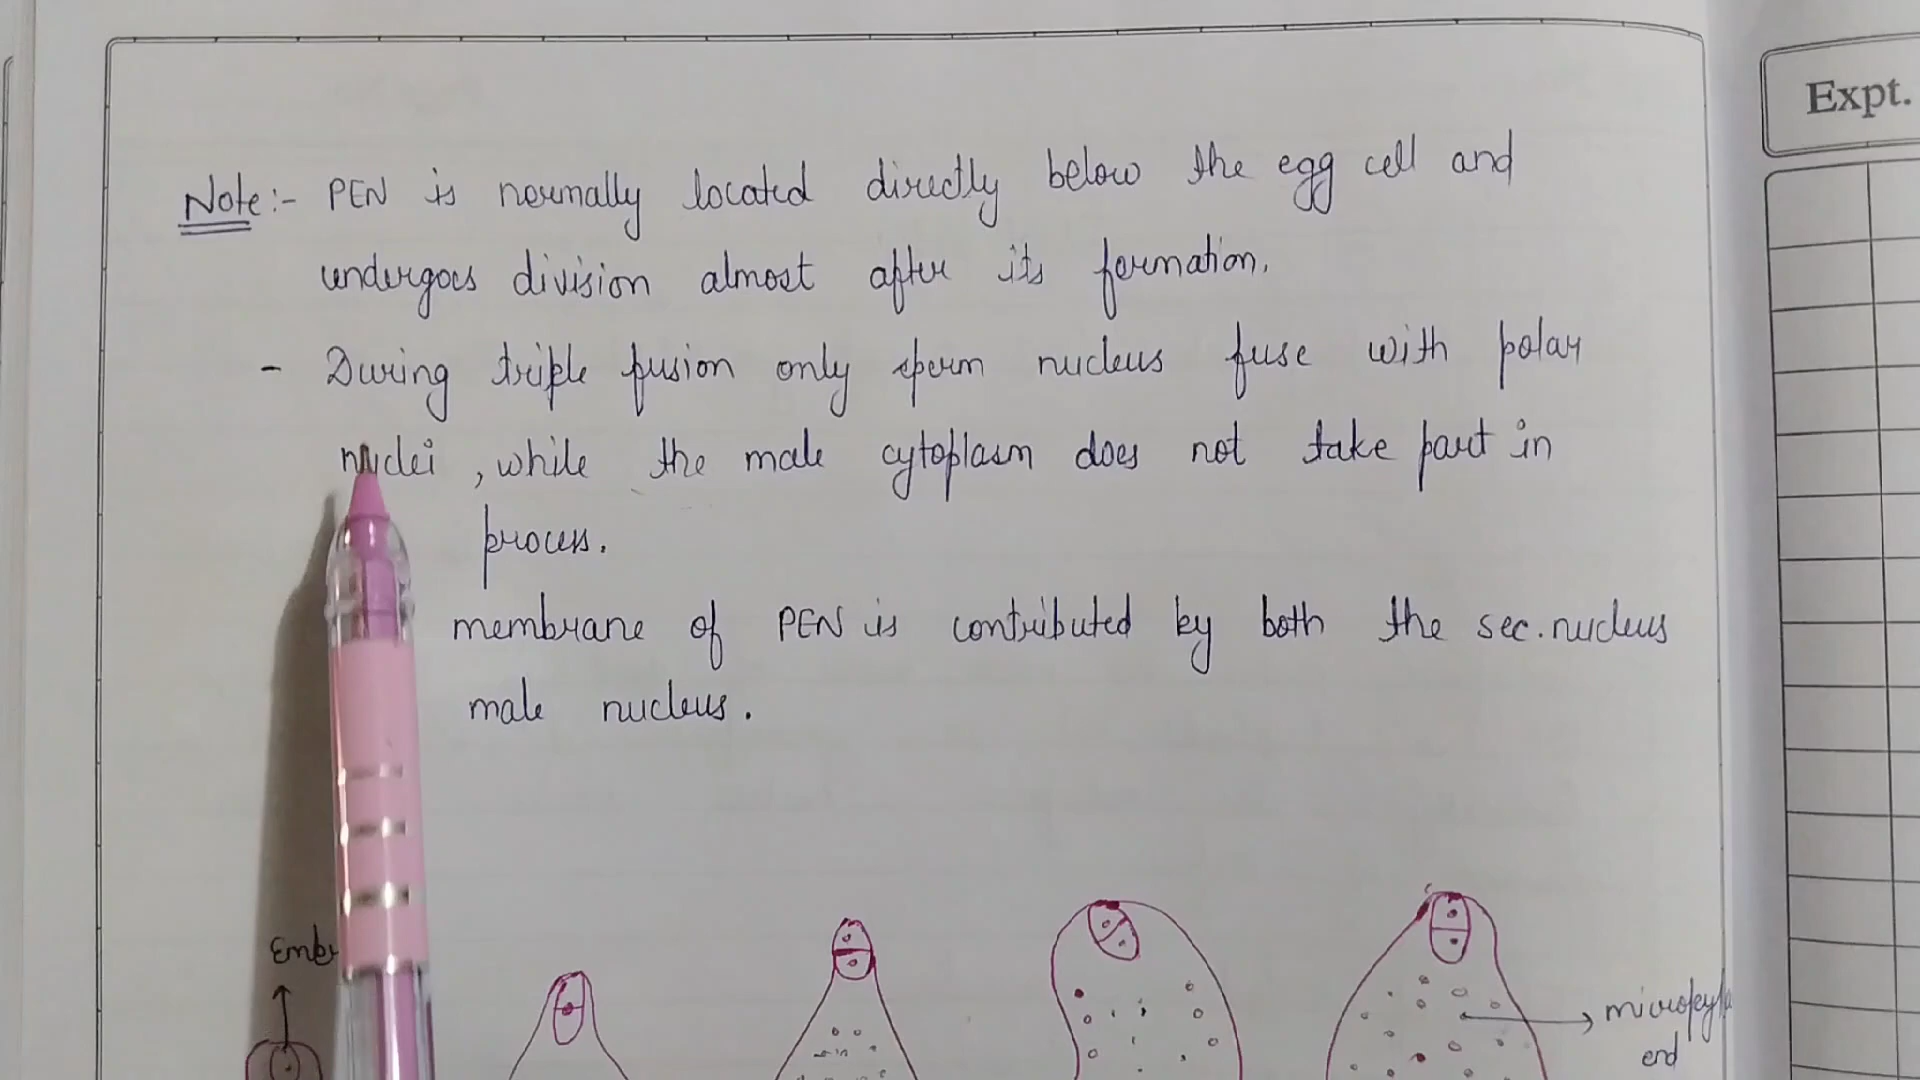 Expt.
Note:- PEN is normally located directly below the egg cell and
undergoes division almost after its formation.
- During triple fusion only sperm nucleus fuse with polar
nuclei, while the male cytoplasm does not take part in
process.
membrane of PEN is contributed by both the sec. nucleus
male nucleus.
Emb
micropyl
end